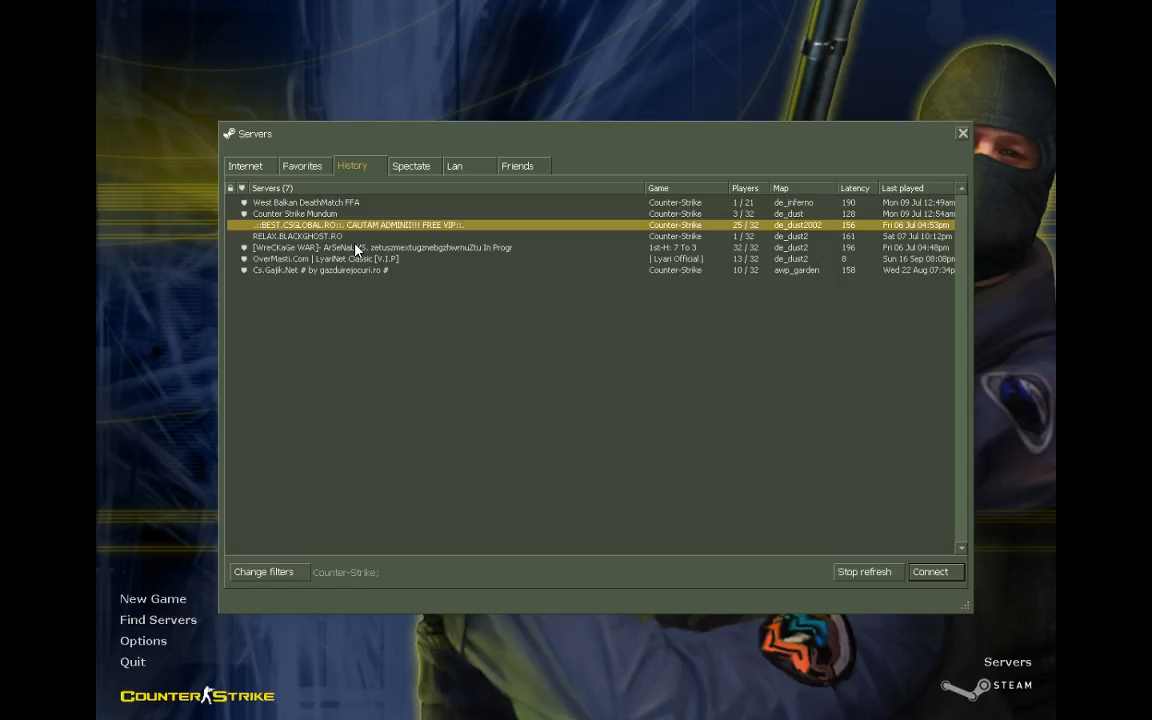 Servers
Internet Favorites History Spectate Lan Friends
Servers (7) Game Players Map Latency Last played
West Balkan DeathMatch FFA Counter-Strike 1 / 21 de_inferno 190 Mon 09 Jul 12:49am
Counter Strike Mundum Counter-Strike 3 / 32 de_dust 128 Mon 09 Jul 12:54am
.::BEST.CSGLOBAL.RO::. CAUTAM ADMINI!!! FREE VIP::. Counter-Strike 25 / 32 de_dust2002 156 Fri 06 Jul 04:53pm
RELAX.BLACKGHOST.RO Counter-Strike 1 / 32 de_dust2 161 Sat 07 Jul 10:12pm
[WreCKaGe WAR]- In Progr 1st-H: 7 To 3 32 / 32 de_dust2 196 Fri 06 Jul 04:48pm
OverMasti.Com | LyariNet Classic [V.I.P] | Lyari Official | 13 / 32 de_dust2 8 Sun 16 Sep 08:08pm
Cs.Gajik.Net # by gazduirejocuri.ro # Counter-Strike 10 / 32 awp_garden 158 Wed 22 Aug 07:34p
Change filters Counter-Strike; Stop refresh Connect
New Game
Find Servers
Options
Quit
Servers
COUNTER STRIKE
STEAM